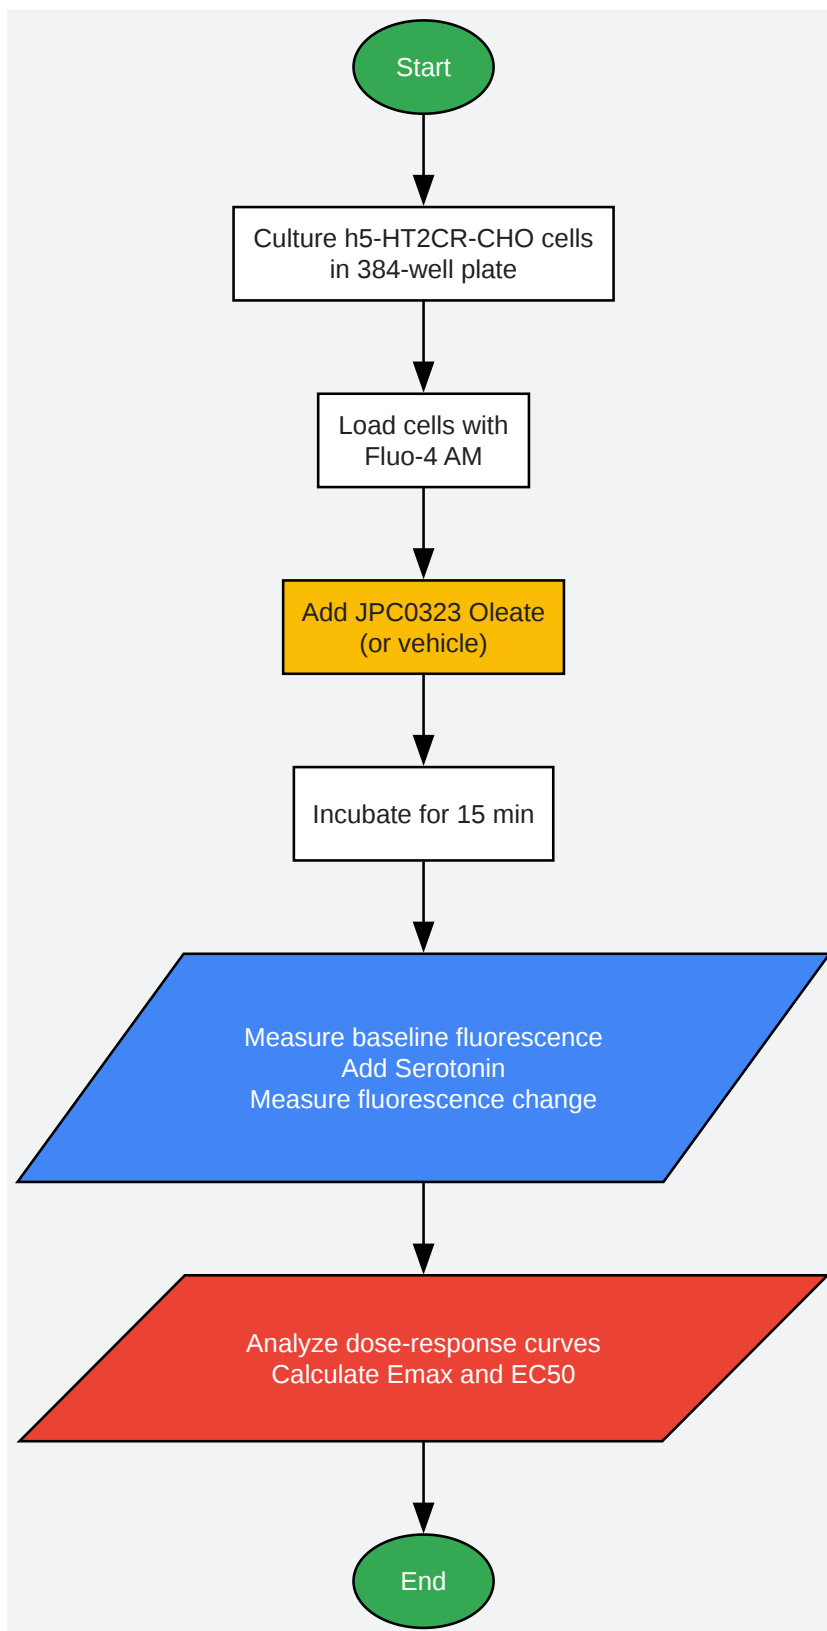 Start
Culture h5-HT2CR-CHO cells
in 384-well plate
Load cells with
Fluo-4 AM
Add JPC0323 Oleate
(or vehicle)
Incubate for 15 min
Measure baseline fluorescence
Add Serotonin
Measure fluorescence change
Analyze dose-response curves
Calculate Emax and EC50
End